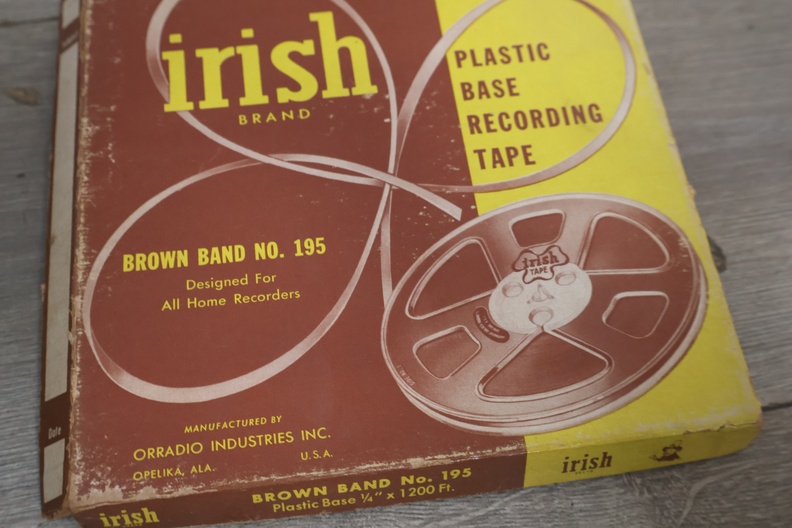 irish
BRAND
PLASTIC
BASE
RECORDING
TAPE
BROWN BAND NO. 195
Designed For
All Home Recorders
irish
TAPE
MANUFACTURED BY
ORRADIO INDUSTRIES INC.
OPELIKA, ALA. U.S.A.
Date
irish
BROWN BAND No. 195
Plastic Base ¼" x 1200 Ft.
irish